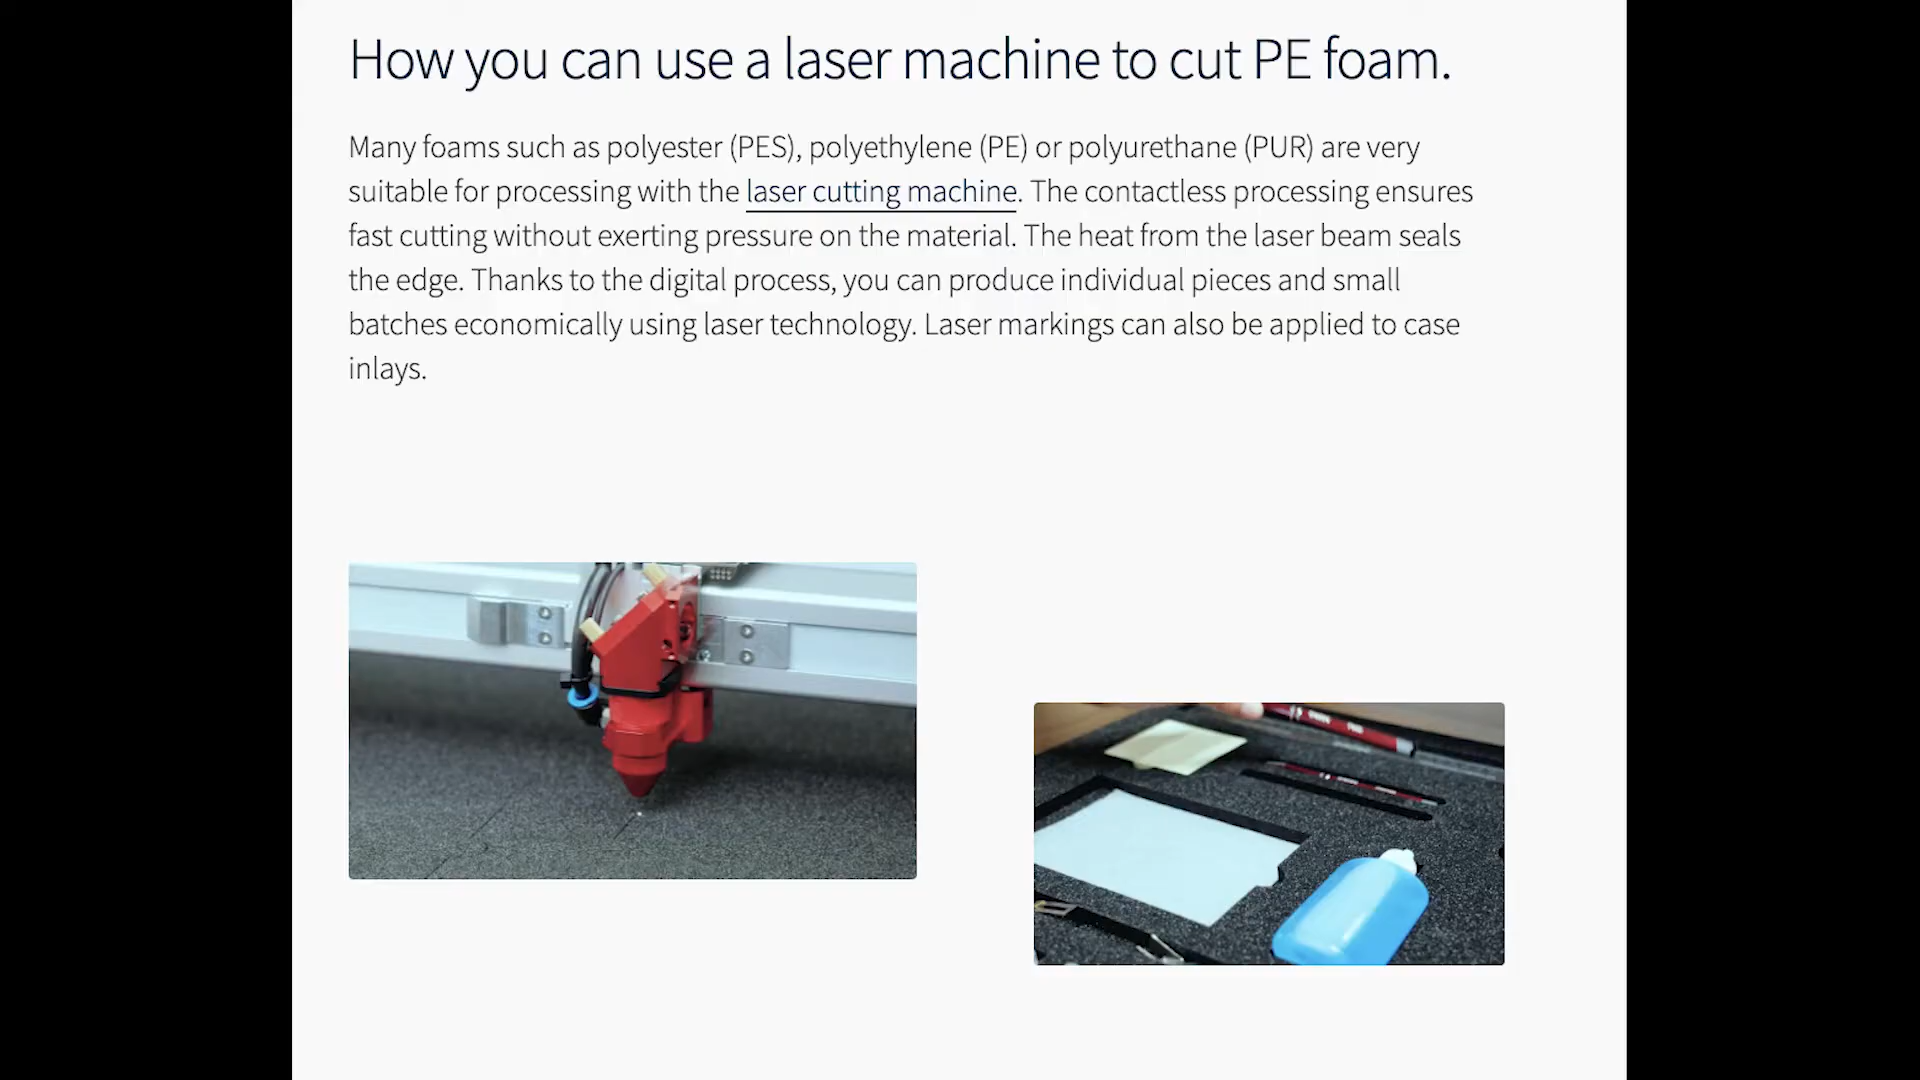 How you can use a laser machine to cut PE foam.
Many foams such as polyester (PES), polyethylene (PE) or polyurethane (PUR) are very
suitable for processing with the laser cutting machine. The contactless processing ensures
fast cutting without exerting pressure on the material. The heat from the laser beam seals
the edge. Thanks to the digital process, you can produce individual pieces and small
batches economically using laser technology. Laser markings can also be applied to case
inlays.